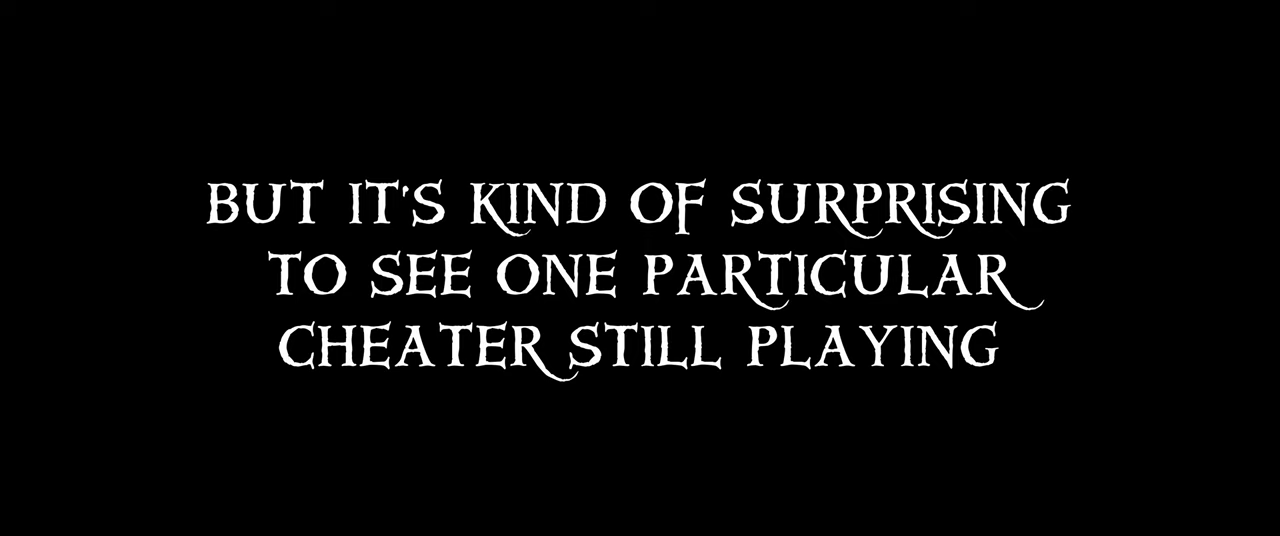 BUT IT'S KIND OF SURPRISING
TO SEE ONE PARTICULAR
CHEATER STILL PLAYING